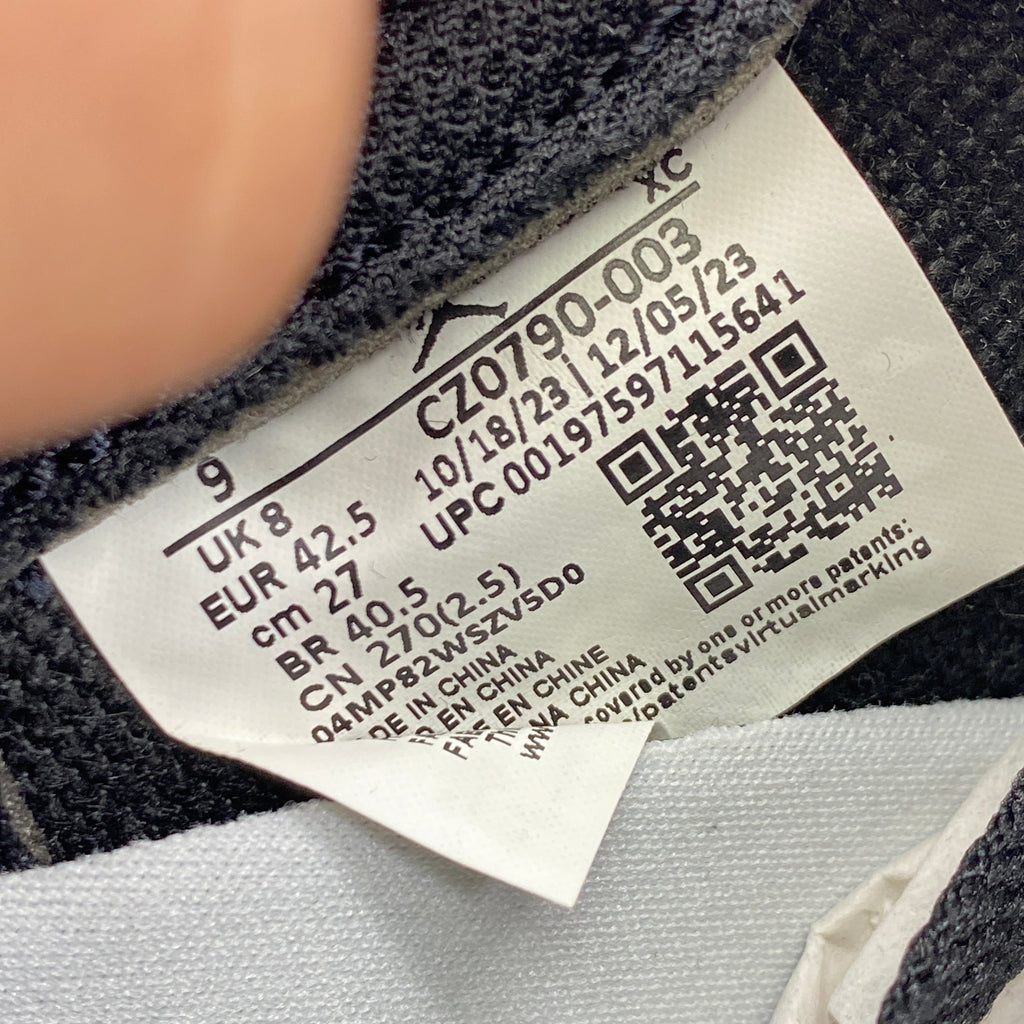 XC
9
CZ0790-003
10/18/23 | 12/05/23
UPC 00197597115641
UK 8
EUR 42.5
cm 27
BR 40.5
CN 270(2.5)
04MP82WSZV5D0
DE IN CHINA
EN CHINA
EN CHINE
CHINA
covered by one or more patents:
/patentsvirtualmarking